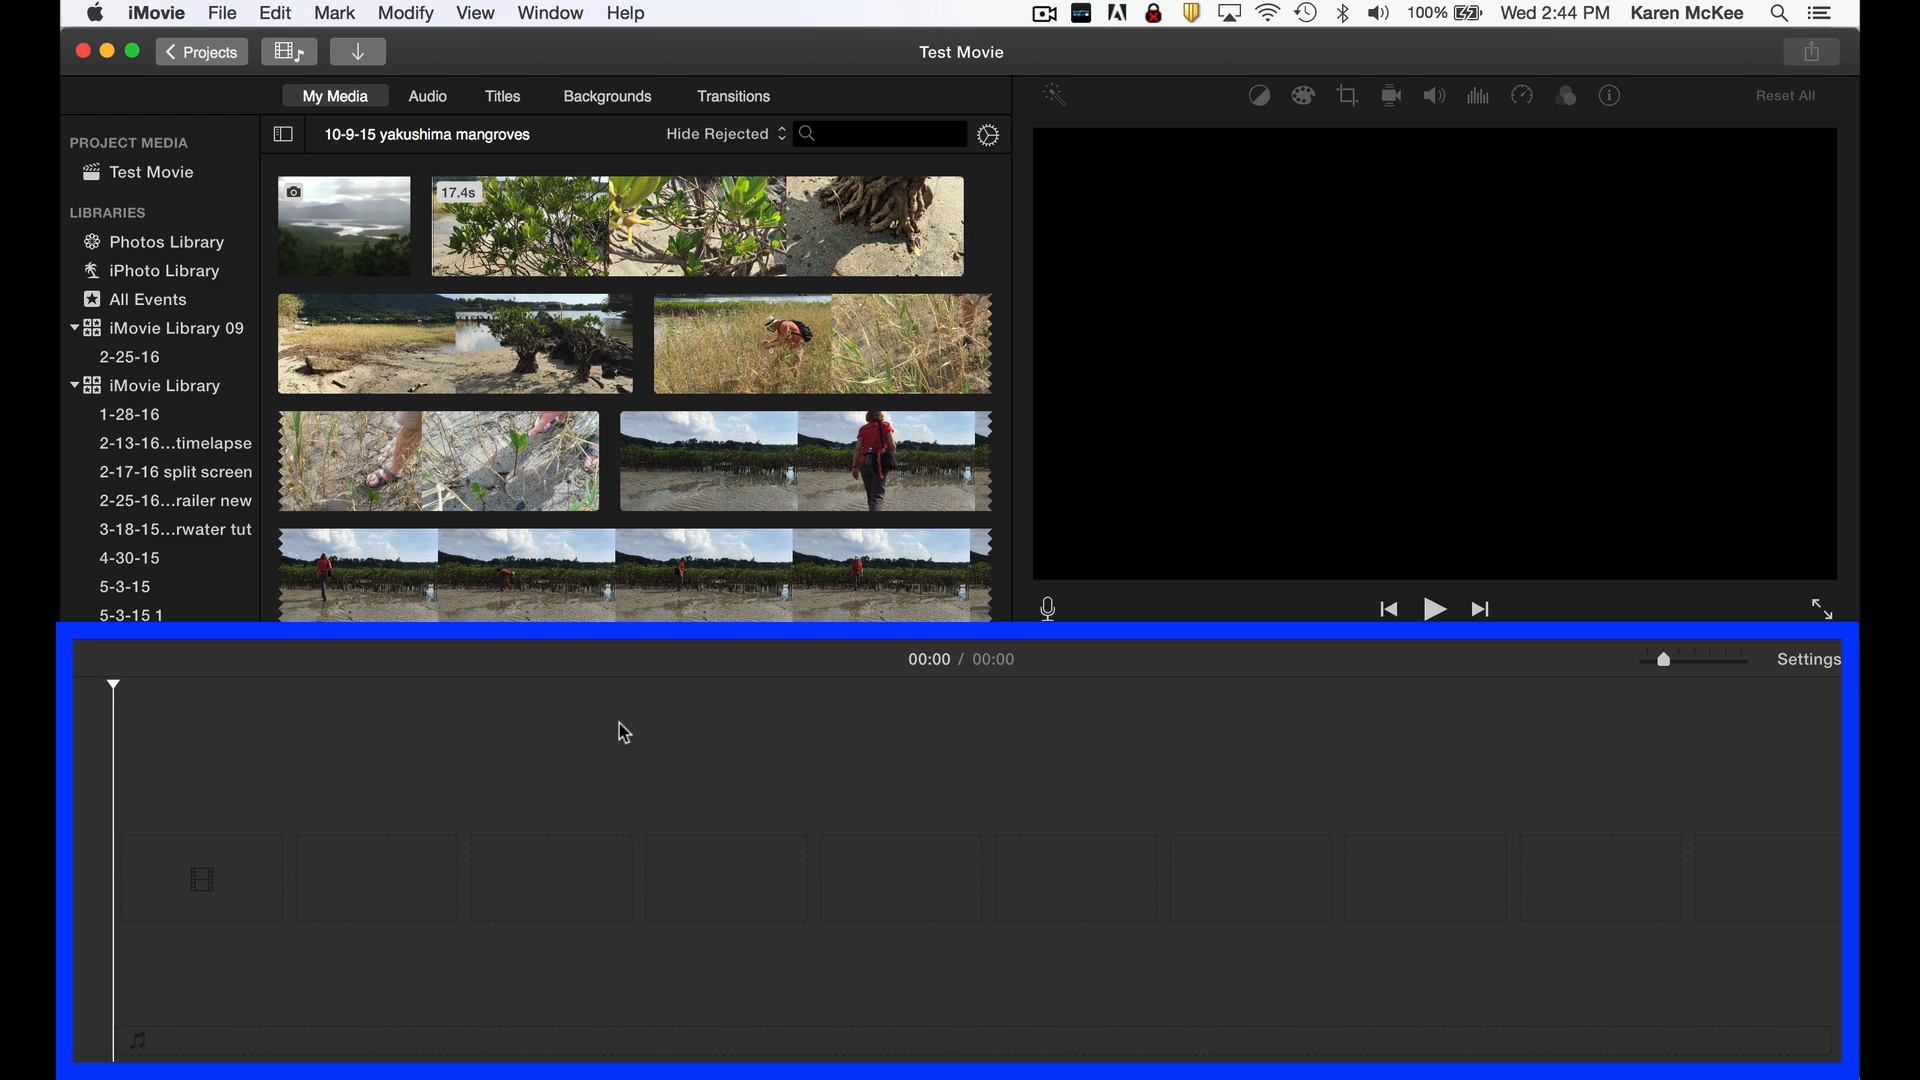 iMovie File Edit Mark Modify View Window Help 100% Wed 2:44 PM Karen McKee
Projects Test Movie
My Media Audio Titles Backgrounds Transitions Reset All
10-9-15 yakushima mangroves Hide Rejected
PROJECT MEDIA
Test Movie
LIBRARIES
Photos Library
iPhoto Library
All Events
iMovie Library 09
2-25-16
iMovie Library
1-28-16
2-13-16...timelapse
2-17-16 split screen
2-25-16...railer new
3-18-15...rwater tut
4-30-15
5-3-15
5-3-15 1
17.4s
00:00 / 00:00 Settings